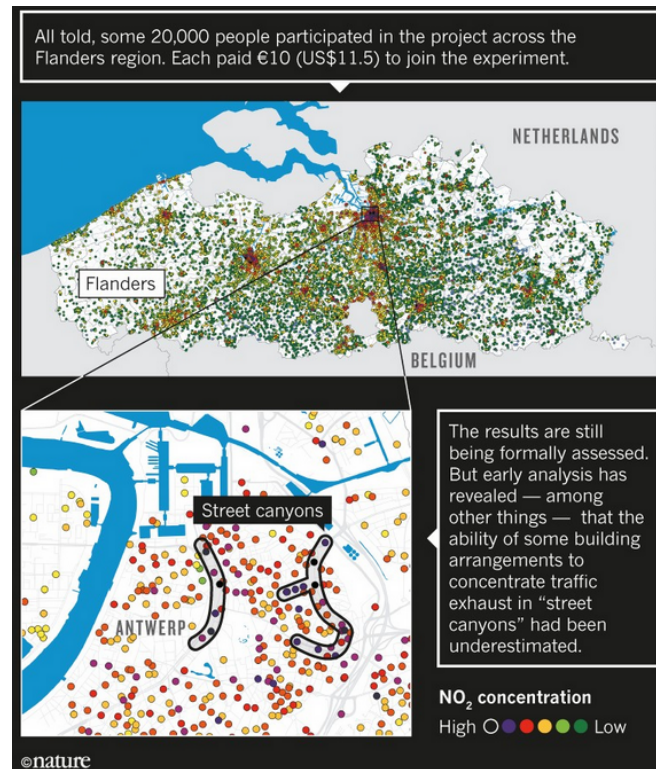 All told, some 20,000 people participated in the project across the
Flanders region. Each paid €10 (US$11.5) to join the experiment.
NETHERLANDS
Flanders
BELGIUM
Street canyons
ANTWERP
The results are still
being formally assessed.
But early analysis has
revealed — among
other things — that the
ability of some building
arrangements to
concentrate traffic
exhaust in “street
canyons” had been
underestimated.
NO₂ concentration
High Low
©nature